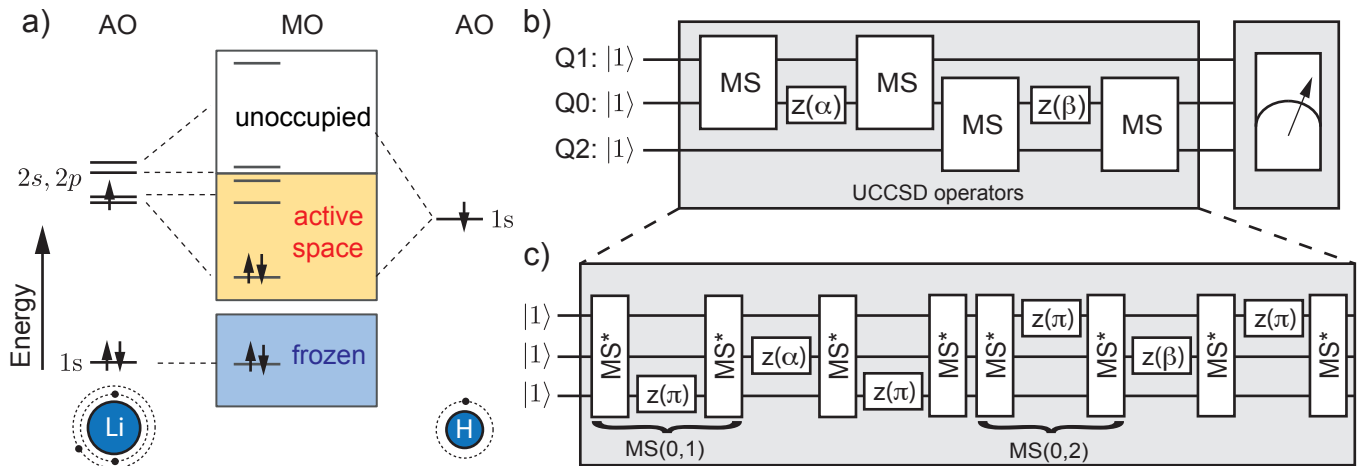 a)
AO
MO
AO
unoccupied
2s, 2p
active
space
1s
Energy
1s
frozen
Li
H
b)
Q1: |1⟩
Q0: |1⟩
Q2: |1⟩
MS
z(α)
MS
MS
z(β)
MS
UCCSD operators
c)
|1⟩
|1⟩
|1⟩
MS*
z(π)
MS*
z(α)
MS*
z(π)
MS*
MS*
z(π)
MS*
z(β)
MS*
z(π)
MS*
MS(0,1)
MS(0,2)